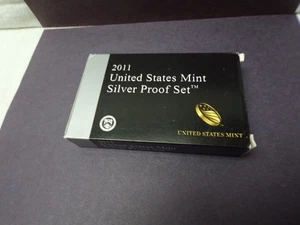 2011
United States Mint
Silver Proof Set™
UNITED STATES MINT